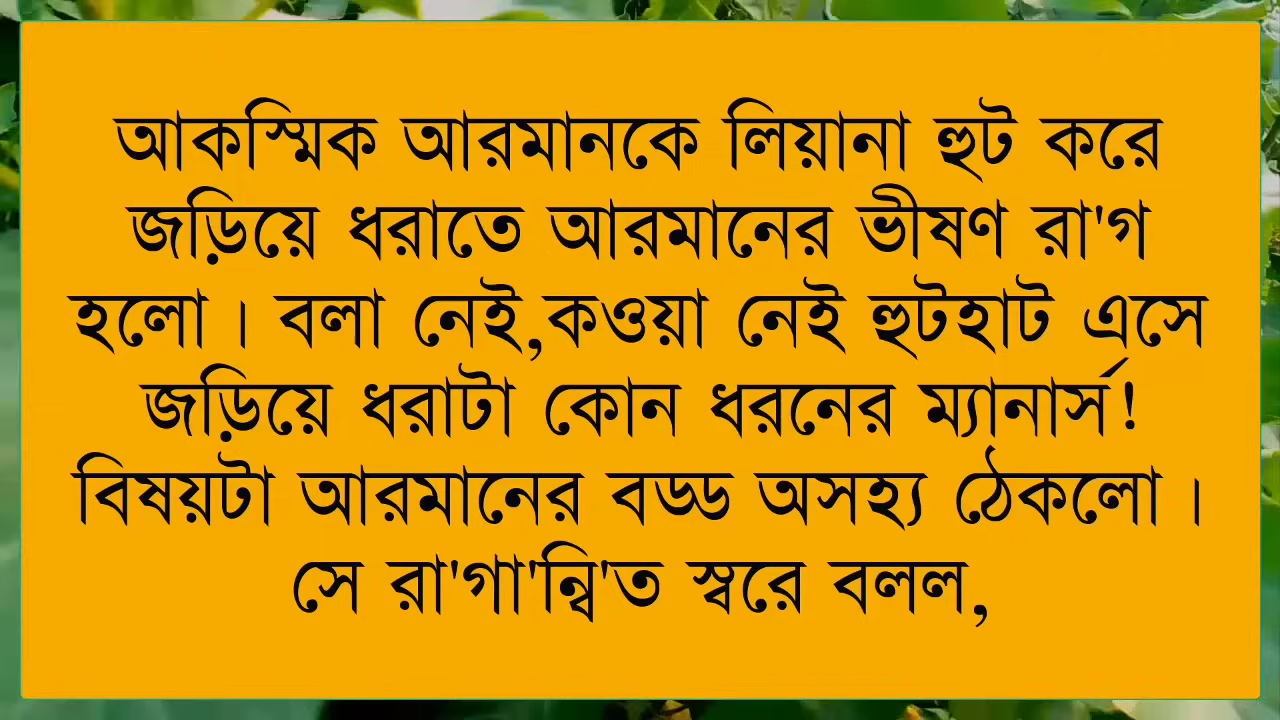 আকস্মিক আরমানকে লিয়ানা হুট করে
জড়িয়ে ধরাতে আরমানের ভীষণ রা'গ
হলো। বলা নেই,কওয়া নেই হুটহাট এসে
জড়িয়ে ধরাটা কোন ধরনের ম্যানার্স!
বিষয়টা আরমানের বড্ড অসহ্য ঠেকলো।
সে রা'গা'ন্বি'ত স্বরে বলল,